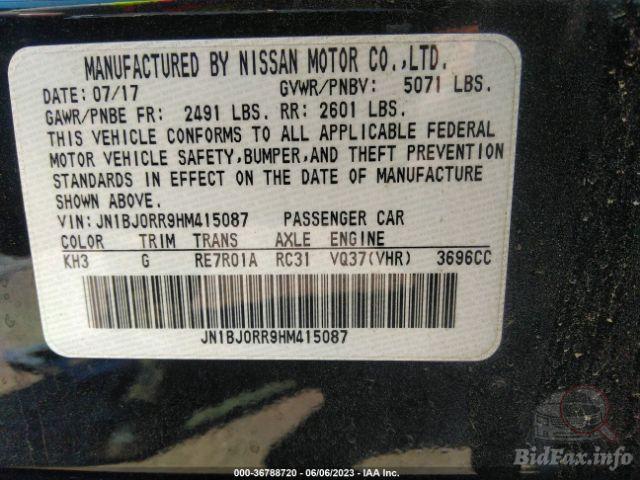 MANUFACTURED BY NISSAN MOTOR CO.,LTD.
DATE: 07/17 GVWR/PNBV: 5071 LBS.
GAWR/PNBE FR: 2491 LBS. RR: 2601 LBS.
THIS VEHICLE CONFORMS TO ALL APPLICABLE FEDERAL
MOTOR VEHICLE SAFETY,BUMPER,AND THEFT PREVENTION
STANDARDS IN EFFECT ON THE DATE OF MANUFACTURE
SHOWN ABOVE.
VIN:JN1BJ0RR9HM415087 PASSENGER CAR
COLOR TRIM TRANS AXLE ENGINE
KH3 G RE7R01A RC31 VQ37(VHR) 3696CC
JN1BJ0RR9HM415087
BidFax.info
000-36788720 - 06/06/2023 - IAA Inc.